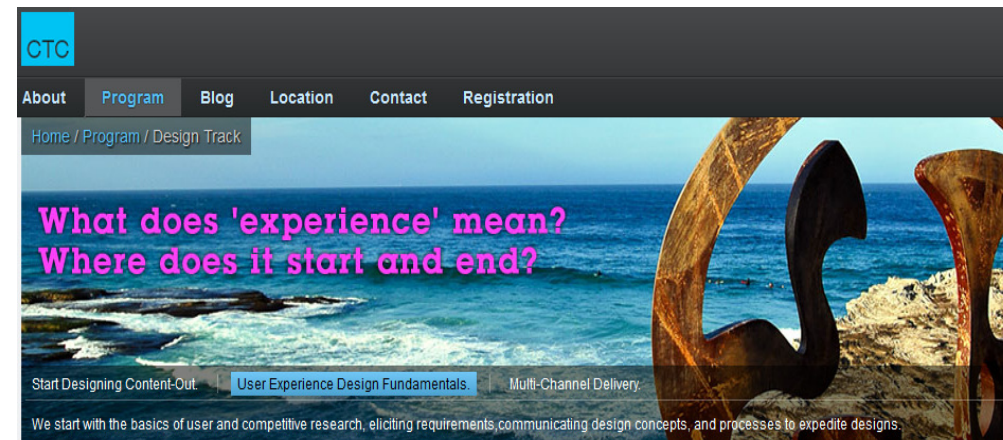 CTC
About Program Blog Location Contact Registration
Home / Program / Design Track
What does 'experience' mean?
Where does it start and end?
Start Designing Content-Out. User Experience Design Fundamentals. Multi-Channel Delivery.
We start with the basics of user and competitive research, eliciting requirements,communicating design concepts, and processes to expedite designs.